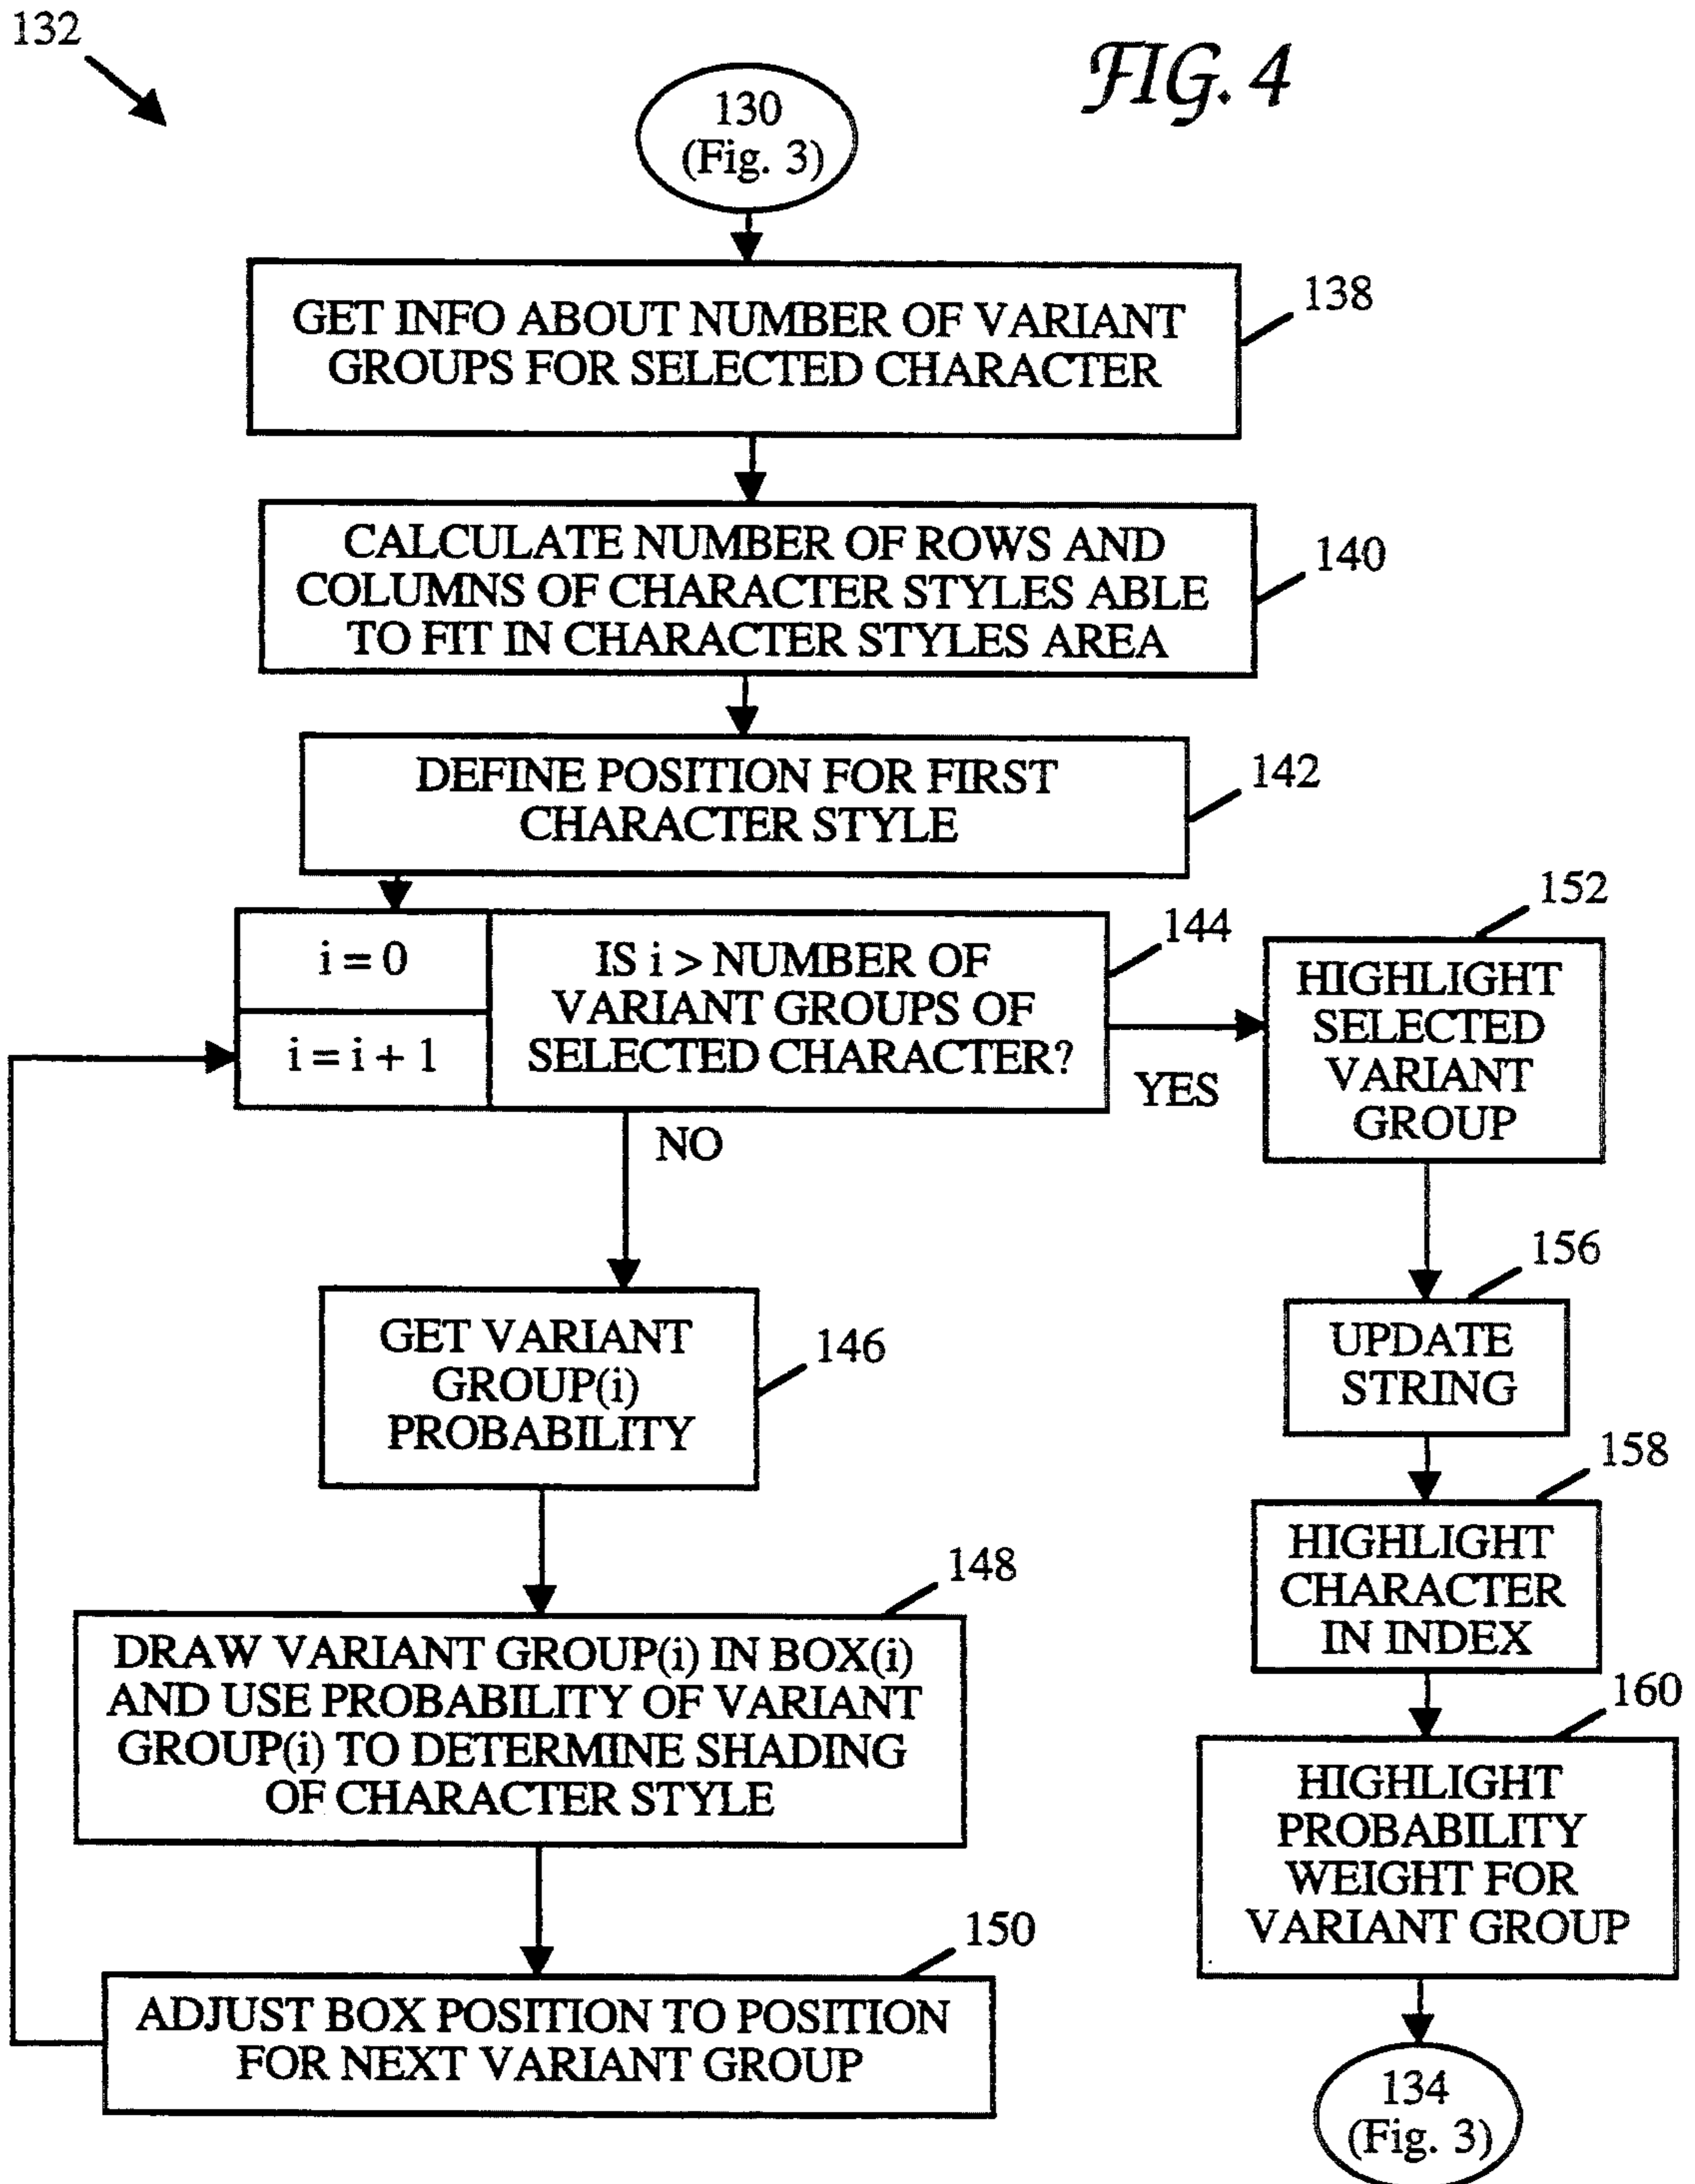 132
FIG. 4
130
(Fig. 3)
GET INFO ABOUT NUMBER OF VARIANT
GROUPS FOR SELECTED CHARACTER
138
CALCULATE NUMBER OF ROWS AND
COLUMNS OF CHARACTER STYLES ABLE
TO FIT IN CHARACTER STYLES AREA
140
DEFINE POSITION FOR FIRST
CHARACTER STYLE
142
i = 0
i = i + 1
IS i > NUMBER OF
VARIANT GROUPS OF
SELECTED CHARACTER?
144
YES
NO
152
HIGHLIGHT
SELECTED
VARIANT
GROUP
GET VARIANT
GROUP(i)
PROBABILITY
146
156
UPDATE
STRING
148
DRAW VARIANT GROUP(i) IN BOX(i)
AND USE PROBABILITY OF VARIANT
GROUP(i) TO DETERMINE SHADING
OF CHARACTER STYLE
158
HIGHLIGHT
CHARACTER
IN INDEX
150
ADJUST BOX POSITION TO POSITION
FOR NEXT VARIANT GROUP
160
HIGHLIGHT
PROBABILITY
WEIGHT FOR
VARIANT GROUP
134
(Fig. 3)